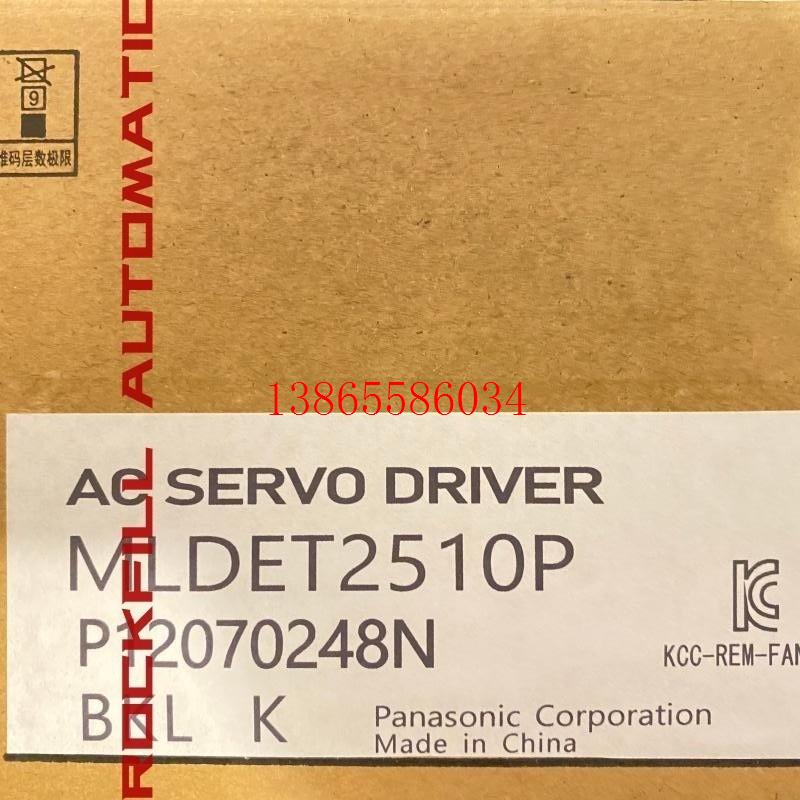 9
堆码层数极限
ROCKFILL AUTOMATIC
13865586034
AC SERVO DRIVER
MLDET2510P
P12070248N
BKL K
KCC-REM-FAN
Panasonic Corporation
Made in China